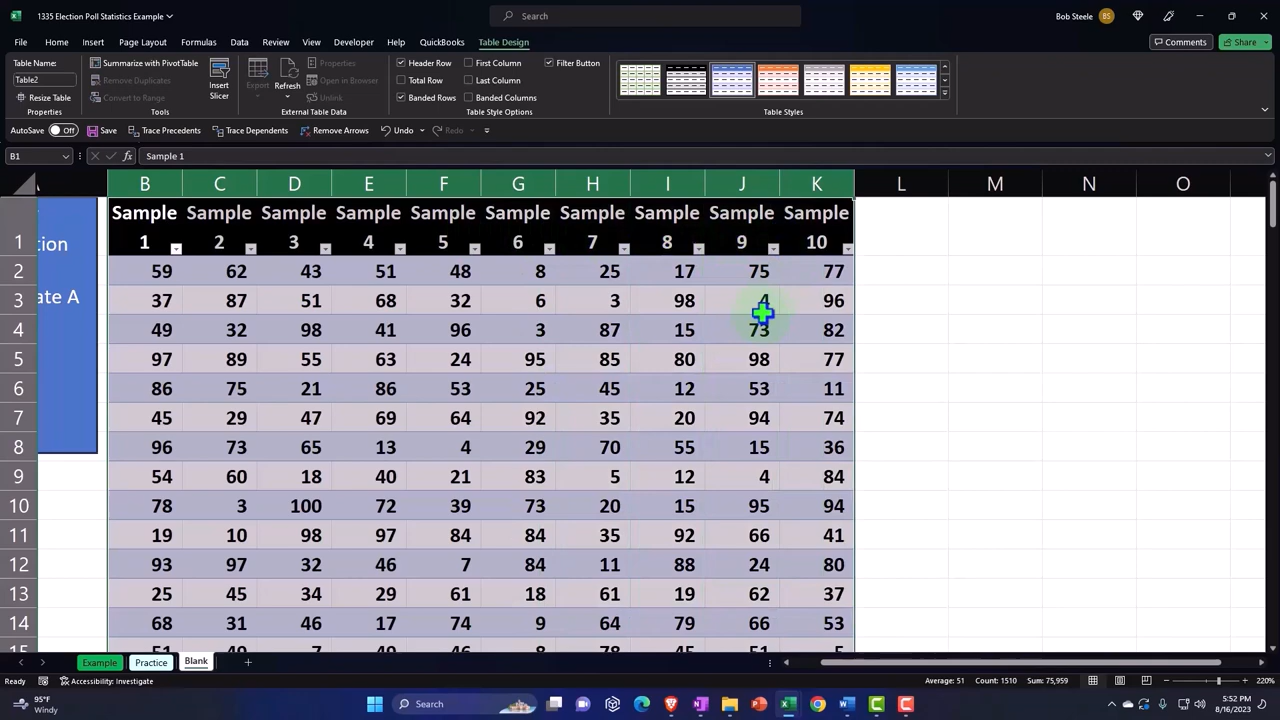 1335 Election Poll Statistics Example
Search
Bob Steele
BS
File Home Insert Page Layout Formulas Data Review View Developer Help QuickBooks Table Design
Comments
Share
Table Name:
Table2
Resize Table
Properties
Summarize with PivotTable
Remove Duplicates
Convert to Range
Tools
Insert
Slicer
Export
Refresh
Properties
Open in Browser
Unlink
External Table Data
Header Row
First Column
Filter Button
Total Row
Last Column
Banded Rows
Banded Columns
Table Style Options
Table Styles
AutoSave Off Save Trace Precedents Trace Dependents Remove Arrows Undo Redo
B1 fx Sample 1
B C D E F G H I J K L M N O
Sample Sample Sample Sample Sample Sample Sample Sample Sample Sample
1 tion 1 2 3 4 5 6 7 8 9 10
2 59 62 43 51 48 8 25 17 75 77
3 ate A 37 87 51 68 32 6 3 98 4 96
4 49 32 98 41 96 3 87 15 73 82
5 97 89 55 63 24 95 85 80 98 77
6 86 75 21 86 53 25 45 12 53 11
7 45 29 47 69 64 92 35 20 94 74
8 96 73 65 13 4 29 70 55 15 36
9 54 60 18 40 21 83 5 12 4 84
10 78 3 100 72 39 73 20 15 95 94
11 19 10 98 97 84 84 35 92 66 41
12 93 97 32 46 7 84 11 88 24 80
13 25 45 34 29 61 18 61 19 62 37
14 68 31 46 17 74 9 64 79 66 53
Example Practice Blank
Ready Accessibility: Investigate Average: 51 Count: 1510 Sum: 75,959 220%
95°F
Windy
Search
5:52 PM
8/16/2023